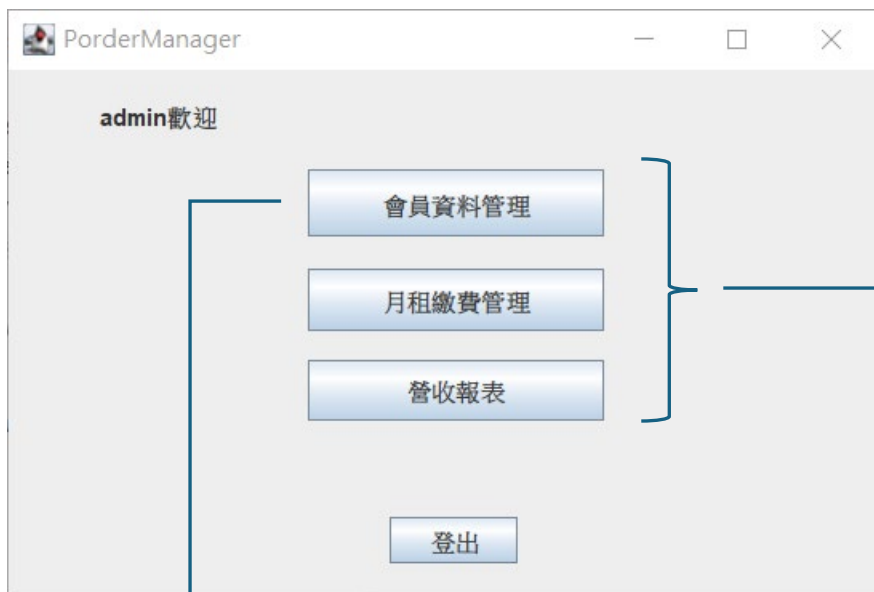 PorderManager
admin歡迎
會員資料管理
月租繳費管理
營收報表
登出